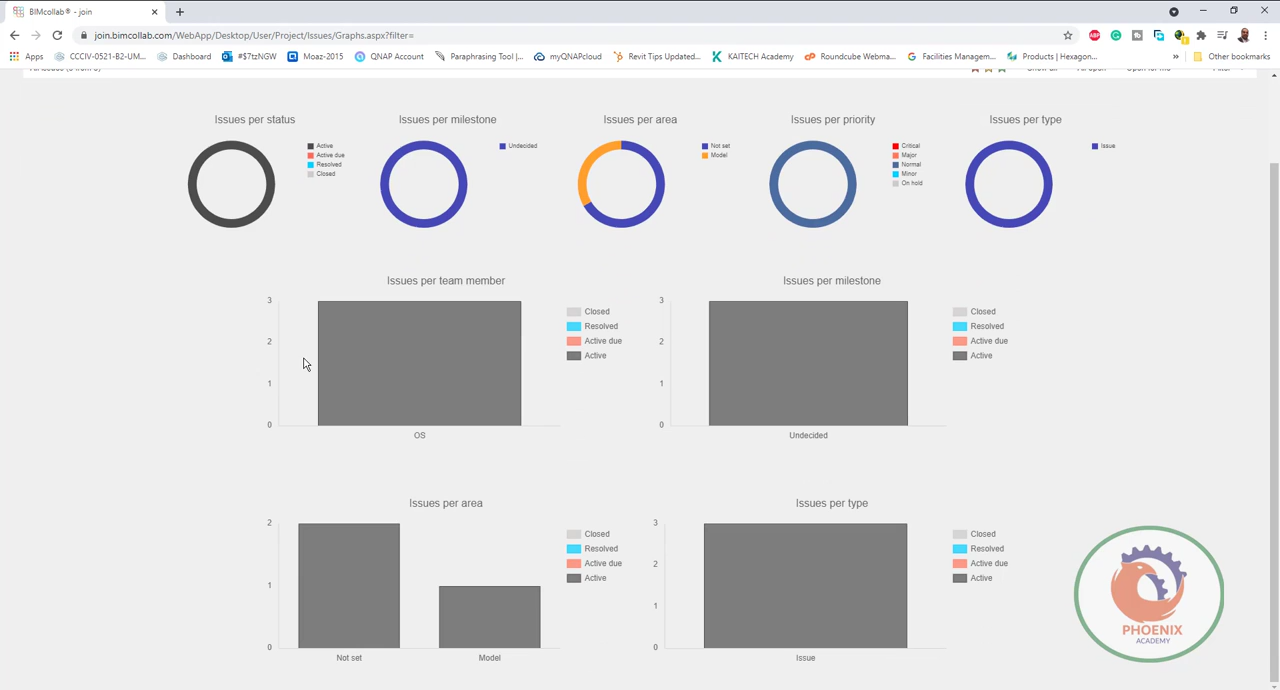 BIMcollab® - join
join.bimcollab.com/WebApp/Desktop/User/Project/Issues/Graphs.aspx?filter=
Apps CCCIV-0521-B2-UM... Dashboard #$7tzNGW Moaz-2015 QNAP Account Paraphrasing Tool |... myQNAPcloud Revit Tips Updated... KAITECH Academy Roundcube Webma... Facilities Managem... Products | Hexagon... » Other bookmarks
Issues per status Issues per milestone Issues per area Issues per priority Issues per type
Active Undecided Not set Critical Issue
Active due Model Major
Resolved Normal
Closed Minor
On hold
Issues per team member Issues per milestone
3 Closed 3 Closed
Resolved Resolved
2 Active due 2 Active due
Active Active
1 1
0 0
OS Undecided
Issues per area Issues per type
2 Closed 3 Closed
Resolved Resolved
Active due 2 Active due
Active Active
1 1
0 0
Not set Model Issue
PHOENIX
ACADEMY